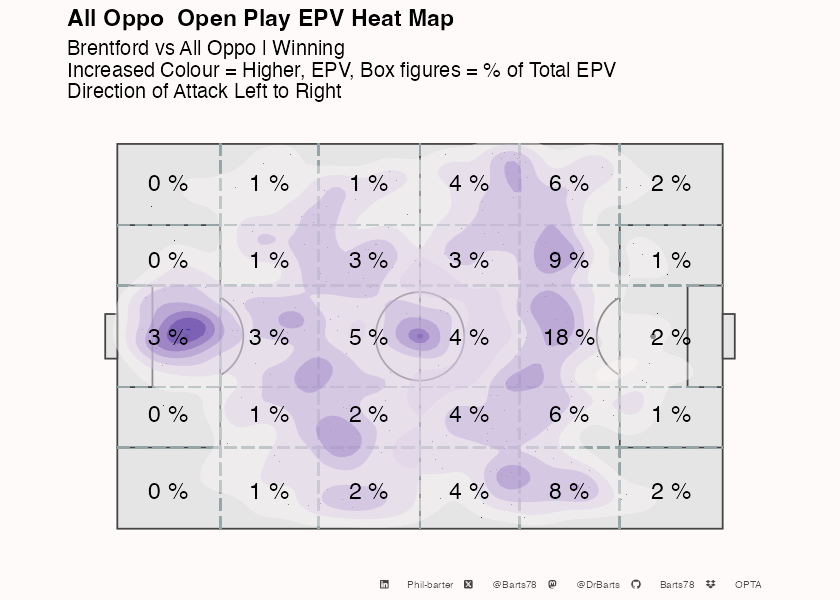 All Oppo  Open Play EPV Heat Map
Brentford vs All Oppo | Winning
Increased Colour = Higher, EPV, Box figures = % of Total EPV
Direction of Attack Left to Right
0 % 1 % 1 % 4 % 6 % 2 %
0 % 1 % 3 % 3 % 9 % 1 %
3 % 3 % 5 % 4 % 18 % 2 %
0 % 1 % 2 % 4 % 6 % 1 %
0 % 1 % 2 % 4 % 8 % 2 %
Phil-barter @Barts78 @DrBarts Barts78 OPTA